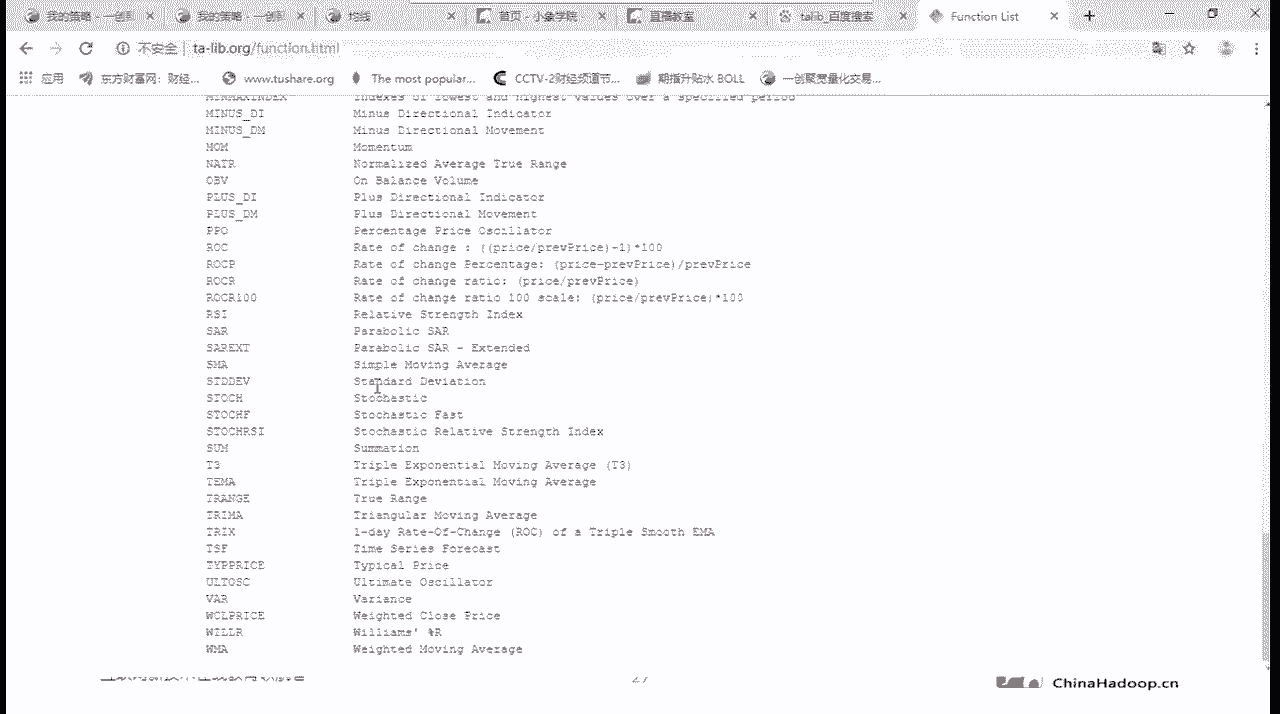 我的策略 - 一创聚
我的策略 - 一创聚
均线
首页 - 小象学院
直播教室
talib_百度搜索
Function List
不安全 | ta-lib.org/function.html
应用
东方财富网：财经...
www.tushare.org
The most popular...
CCTV-2财经频道节...
期指升贴水 BOLL
一创聚宽量化交易...
MINMAXINDEX Indexes of lowest and highest values over a specified period
MINUS_DI Minus Directional Indicator
MINUS_DM Minus Directional Movement
MOM Momentum
NATR Normalized Average True Range
OBV On Balance Volume
PLUS_DI Plus Directional Indicator
PLUS_DM Plus Directional Movement
PPO Percentage Price Oscillator
ROC Rate of change : ((price/prevPrice)-1)*100
ROCP Rate of change Percentage: (price-prevPrice)/prevPrice
ROCR Rate of change ratio: (price/prevPrice)
ROCR100 Rate of change ratio 100 scale: (price/prevPrice)*100
RSI Relative Strength Index
SAR Parabolic SAR
SAREXT Parabolic SAR - Extended
SMA Simple Moving Average
STDDEV Standard Deviation
STOCH Stochastic
STOCHF Stochastic Fast
STOCHRSI Stochastic Relative Strength Index
SUM Summation
T3 Triple Exponential Moving Average (T3)
TEMA Triple Exponential Moving Average
TRANGE True Range
TRIMA Triangular Moving Average
TRIX 1-day Rate-Of-Change (ROC) of a Triple Smooth EMA
TSF Time Series Forecast
TYPPRICE Typical Price
ULTOSC Ultimate Oscillator
VAR Variance
WCLPRICE Weighted Close Price
WILLR Williams' %R
WMA Weighted Moving Average
27
ChinaHadoop.cn